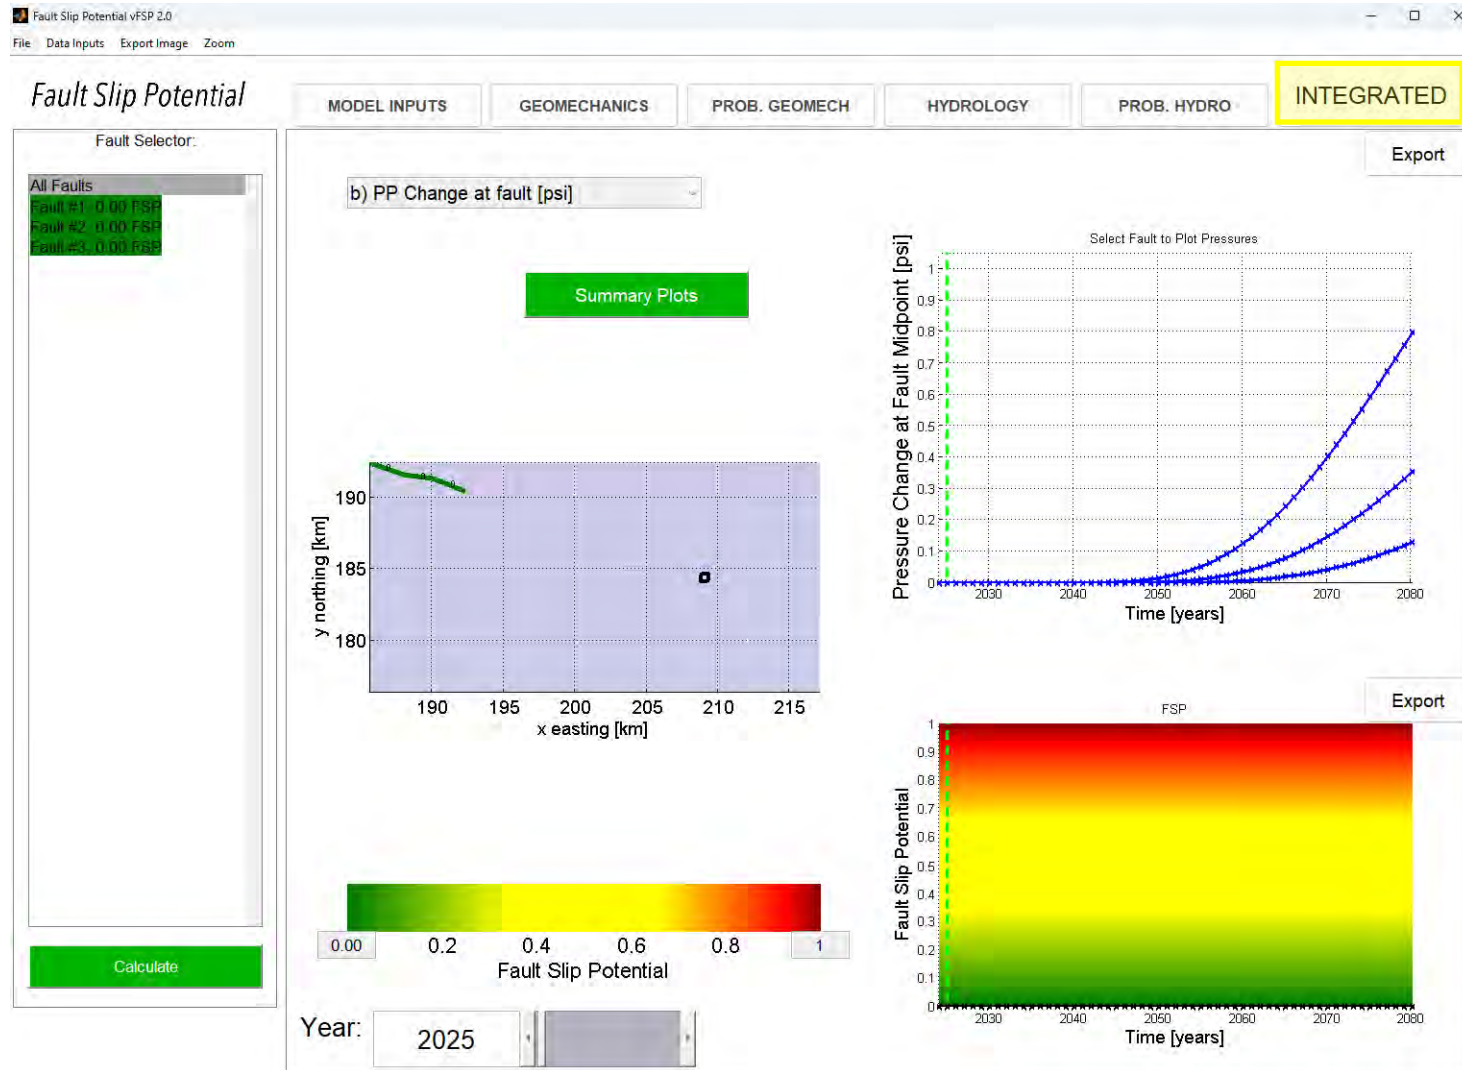 Fault Slip Potential vFSP 2.0
File Data Inputs Export Image Zoom
Fault Slip Potential
MODEL INPUTS GEOMECHANICS PROB. GEOMECH HYDROLOGY PROB. HYDRO INTEGRATED
Fault Selector:
All Faults
Fault #1, 0.00 FSP
Fault #2, 0.00 FSP
Fault #3, 0.00 FSP
Calculate
b) PP Change at fault [psi]
Summary Plots
y northing [km]
190
185
180
190 195 200 205 210 215
x easting [km]
0.00 0.2 0.4 0.6 0.8 1
Fault Slip Potential
Year: 2025
Export
Select Fault to Plot Pressures
Pressure Change at Fault Midpoint [psi]
1
0.9
0.8
0.7
0.6
0.5
0.4
0.3
0.2
0.1
0
2030 2040 2050 2060 2070 2080
Time [years]
Export
FSP
Fault Slip Potential
1
0.9
0.8
0.7
0.6
0.5
0.4
0.3
0.2
0.1
0
2030 2040 2050 2060 2070 2080
Time [years]